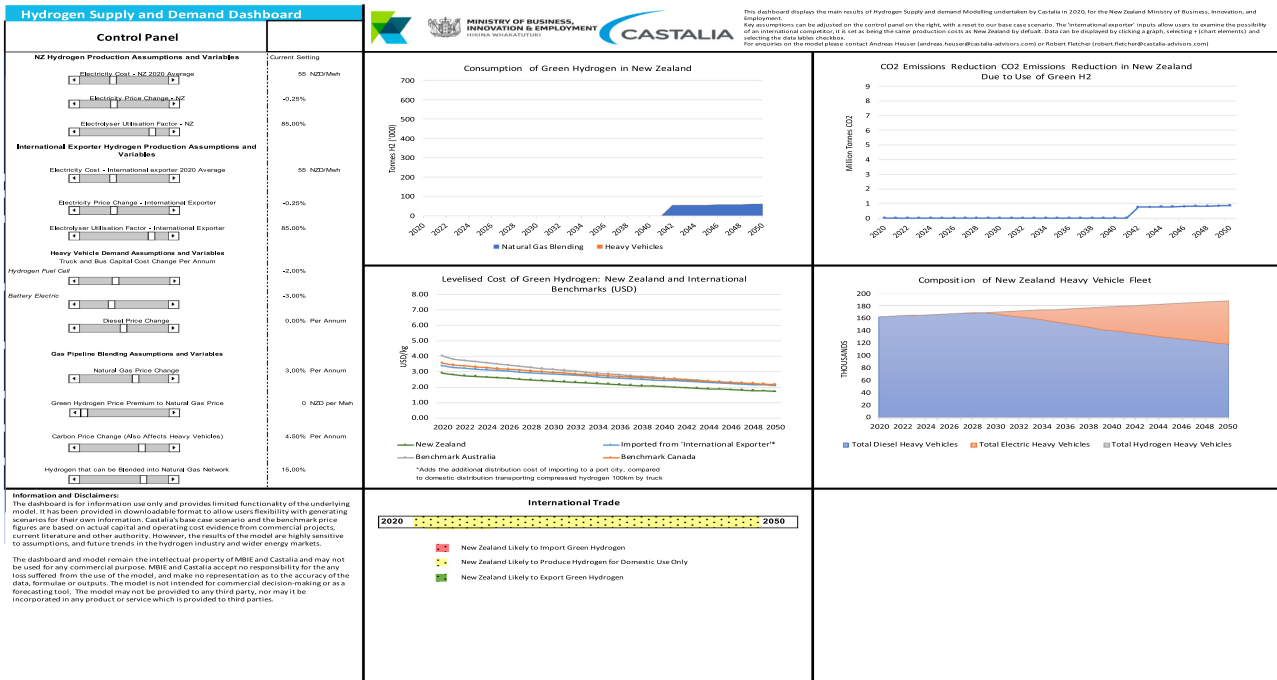 Hydrogen Supply and Demand Dashboard
Control Panel
NZ Hydrogen Production Assumptions and Variables
Current Setting
Electricity Cost - NZ 2020 Average
55 NZD/Mwh
Electricity Price Change - NZ
-0.25%
Electrolyser Utilisation Factor - NZ
85.00%
International Exporter Hydrogen Production Assumptions and
Variables
Electricity Cost - International exporter 2020 Average
55 NZD/Mwh
Electricity Price Change - International Exporter
-0.25%
Electrolyser Utilisation Factor - International Exporter
85.00%
Heavy Vehicle Demand Assumptions and Variables
Truck and Bus Capital Cost Change Per Annum
Hydrogen Fuel Cell
-2.00%
Battery Electric
-3.00%
Diesel Price Change
0.00% Per Annum
Gas Pipeline Blending Assumptions and Variables
Natural Gas Price Change
3.00% Per Annum
Green Hydrogen Price Premium to Natural Gas Price
0 NZD per Mwh
Carbon Price Change (Also Affects Heavy Vehicles)
4.50% Per Annum
Hydrogen that can be Blended into Natural Gas Network
15.00%
Information and Disclaimers:
The dashboard is for information use only and provides limited functionality of the underlying
model. It has been provided in downloadable format to allow users flexibility with generating
scenarios for their own information. Castalia's base case scenario and the benchmark price
figures are based on actual capital and operating cost evidence from commercial projects,
current literature and other authority. However, the results of the model are highly sensitive
to assumptions, and future trends in the hydrogen industry and wider energy markets.
The dashboard and model remain the intellectual property of MBIE and Castalia and may not
be used for any commercial purpose. MBIE and Castalia accept no responsibility for the any
loss suffered from the use of the model, and make no representation as to the accuracy of the
data, formulae or outputs. The model is not intended for commercial decision-making or as a
forecasting tool. The model may not be provided to any third party, nor may it be
incorporated in any product or service which is provided to third parties.
MINISTRY OF BUSINESS,
INNOVATION & EMPLOYMENT
HIKINA WHAKATUTUKI
CASTALIA
This dashboard displays the main results of Hydrogen Supply and demand Modelling undertaken by Castalia in 2020, for the New Zealand Ministry of Business, Innovation, and
Employment.
Key assumptions can be adjusted on the control panel on the right, with a reset to our base case scenario. The 'international exporter' inputs allow users to examine the possibility
of an international competitor, it is set as being the same production costs as New Zealand by defualt. Data can be displayed by clicking a graph, selecting + (chart elements) and
selecting the data lables checkbox.
For enquiries on the model please contact Andreas Heuser (andreas.heuser@castalia-advisors.com) or Robert Fletcher (robert.fletcher@castalia-advisors.com)
Consumption of Green Hydrogen in New Zealand
Tonnes H2 ('000)
700
600
500
400
300
200
100
0
2020 2022 2024 2026 2028 2030 2032 2034 2036 2038 2040 2042 2044 2046 2048 2050
Natural Gas Blending Heavy Vehicles
CO2 Emissions Reduction CO2 Emissions Reduction in New Zealand
Due to Use of Green H2
Million Tonnes CO2
9
8
7
6
5
4
3
2
1
0
2020 2022 2024 2026 2028 2030 2032 2034 2036 2038 2040 2042 2044 2046 2048 2050
Levelised Cost of Green Hydrogen: New Zealand and International
Benchmarks (USD)
USD/kg
8.00
7.00
6.00
5.00
4.00
3.00
2.00
1.00
0.00
2020 2022 2024 2026 2028 2030 2032 2034 2036 2038 2040 2042 2044 2046 2048 2050
New Zealand Imported from 'International Exporter'*
Benchmark Australia Benchmark Canada
*Adds the additional distribution cost of importing to a port city, compared
to domestic distribution transporting compressed hydrogen 100km by truck
Composition of New Zealand Heavy Vehicle Fleet
THOUSANDS
200
180
160
140
120
100
80
60
40
20
0
2020 2022 2024 2026 2028 2030 2032 2034 2036 2038 2040 2042 2044 2046 2048 2050
Total Diesel Heavy Vehicles Total Electric Heavy Vehicles Total Hydrogen Heavy Vehicles
International Trade
2020 2050
New Zealand Likely to Import Green Hydrogen
New Zealand Likely to Produce Hydrogen for Domestic Use Only
New Zealand Likely to Export Green Hydrogen